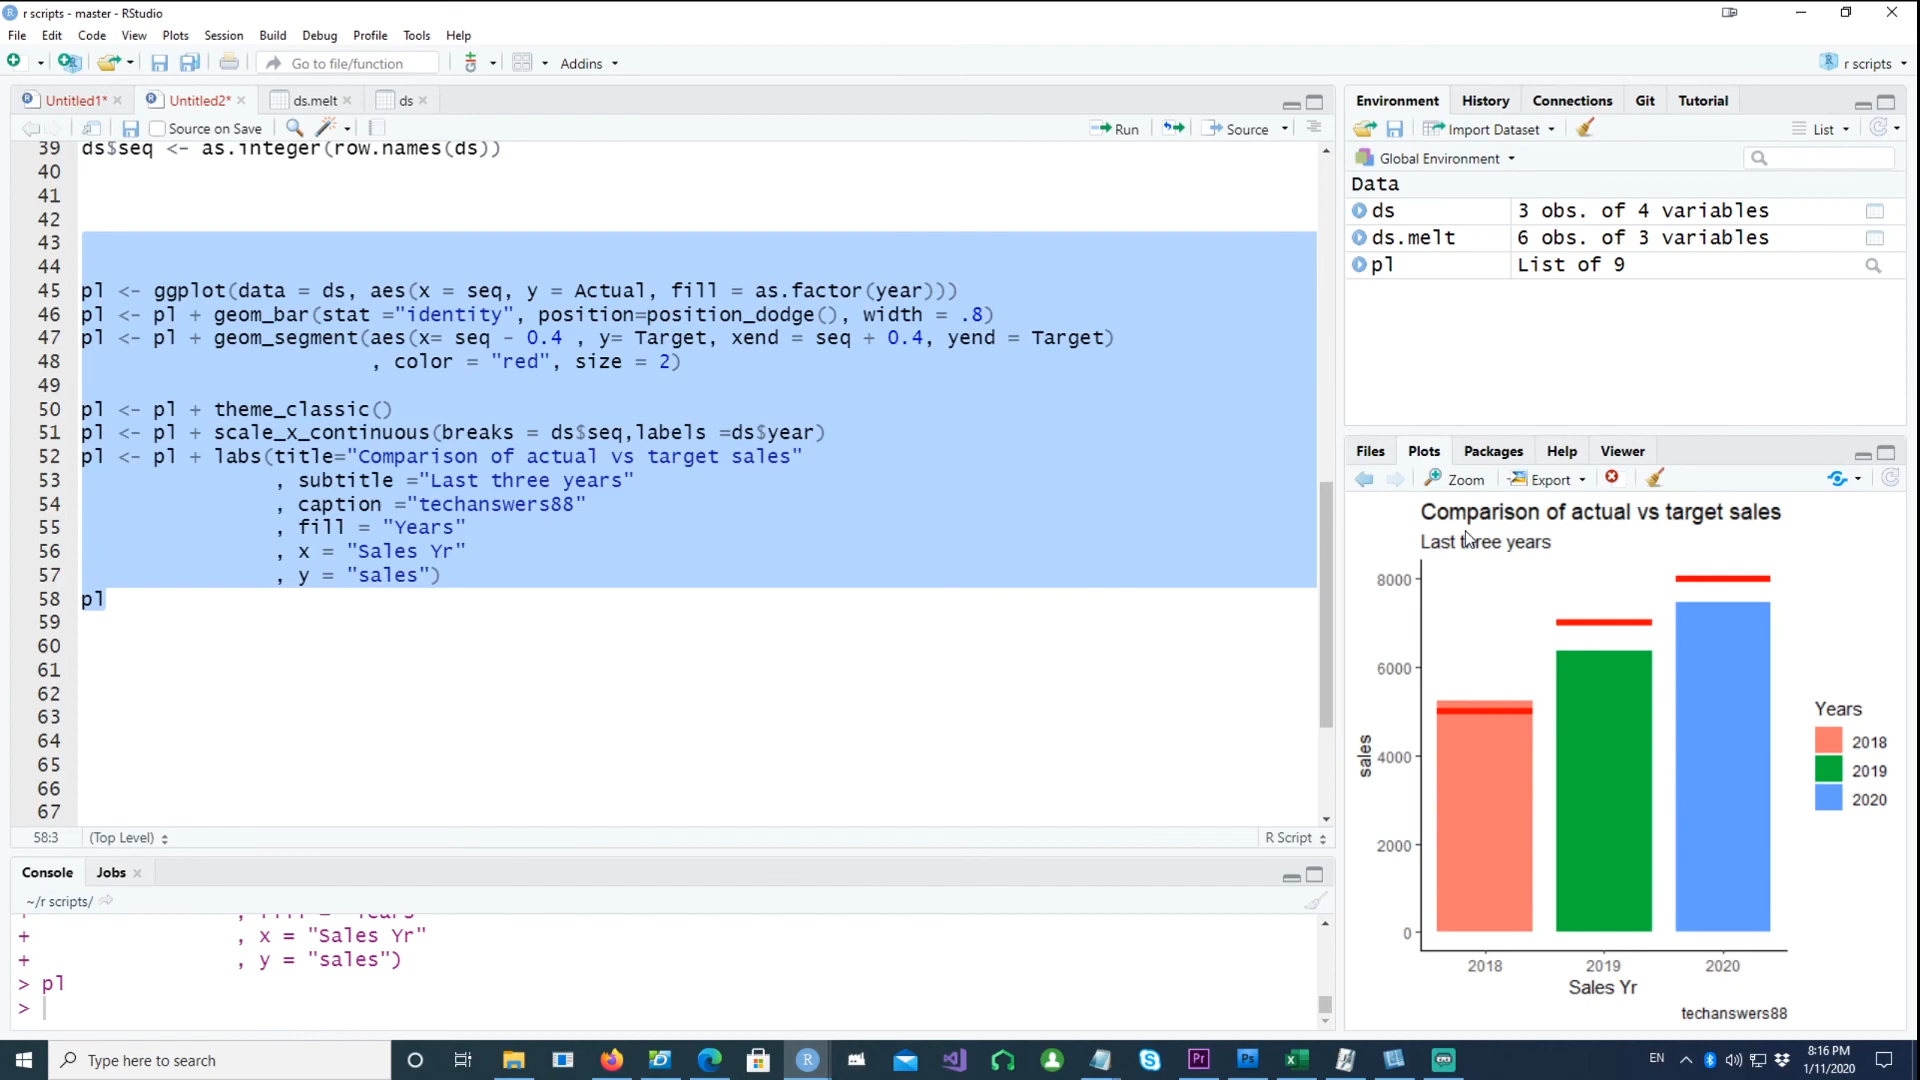 r scripts - master - RStudio
File Edit Code View Plots Session Build Debug Profile Tools Help
Go to file/function Addins r scripts
Untitled1* Untitled2* ds.melt ds
Source on Save Run Source
39 ds$seq <- as.integer(row.names(ds))
40
41
42
43
44
45 pl <- ggplot(data = ds, aes(x = seq, y = Actual, fill = as.factor(year)))
46 pl <- pl + geom_bar(stat ="identity", position=position_dodge(), width = .8)
47 pl <- pl + geom_segment(aes(x= seq - 0.4 , y= Target, xend = seq + 0.4, yend = Target)
48 , color = "red", size = 2)
49
50 pl <- pl + theme_classic()
51 pl <- pl + scale_x_continuous(breaks = ds$seq,labels =ds$year)
52 pl <- pl + labs(title="Comparison of actual vs target sales"
53 , subtitle ="Last three years"
54 , caption ="techanswers88"
55 , fill = "Years"
56 , x = "Sales Yr"
57 , y = "sales")
58 pl
59
60
61
62
63
64
65
66
67
58:3 (Top Level) R Script
Console Jobs
~/r scripts/
+ , fill = "Years"
+ , x = "Sales Yr"
+ , y = "sales")
> pl
>
Environment History Connections Git Tutorial
Import Dataset List
Global Environment
Data
ds 3 obs. of 4 variables
ds.melt 6 obs. of 3 variables
pl List of 9
Files Plots Packages Help Viewer
Zoom Export
Comparison of actual vs target sales
Last three years
8000
6000
4000
2000
0
sales
2018 2019 2020
Sales Yr
techanswers88
Years
2018
2019
2020
Type here to search
R
Pr
Ps
EN
8:16 PM
1/11/2020